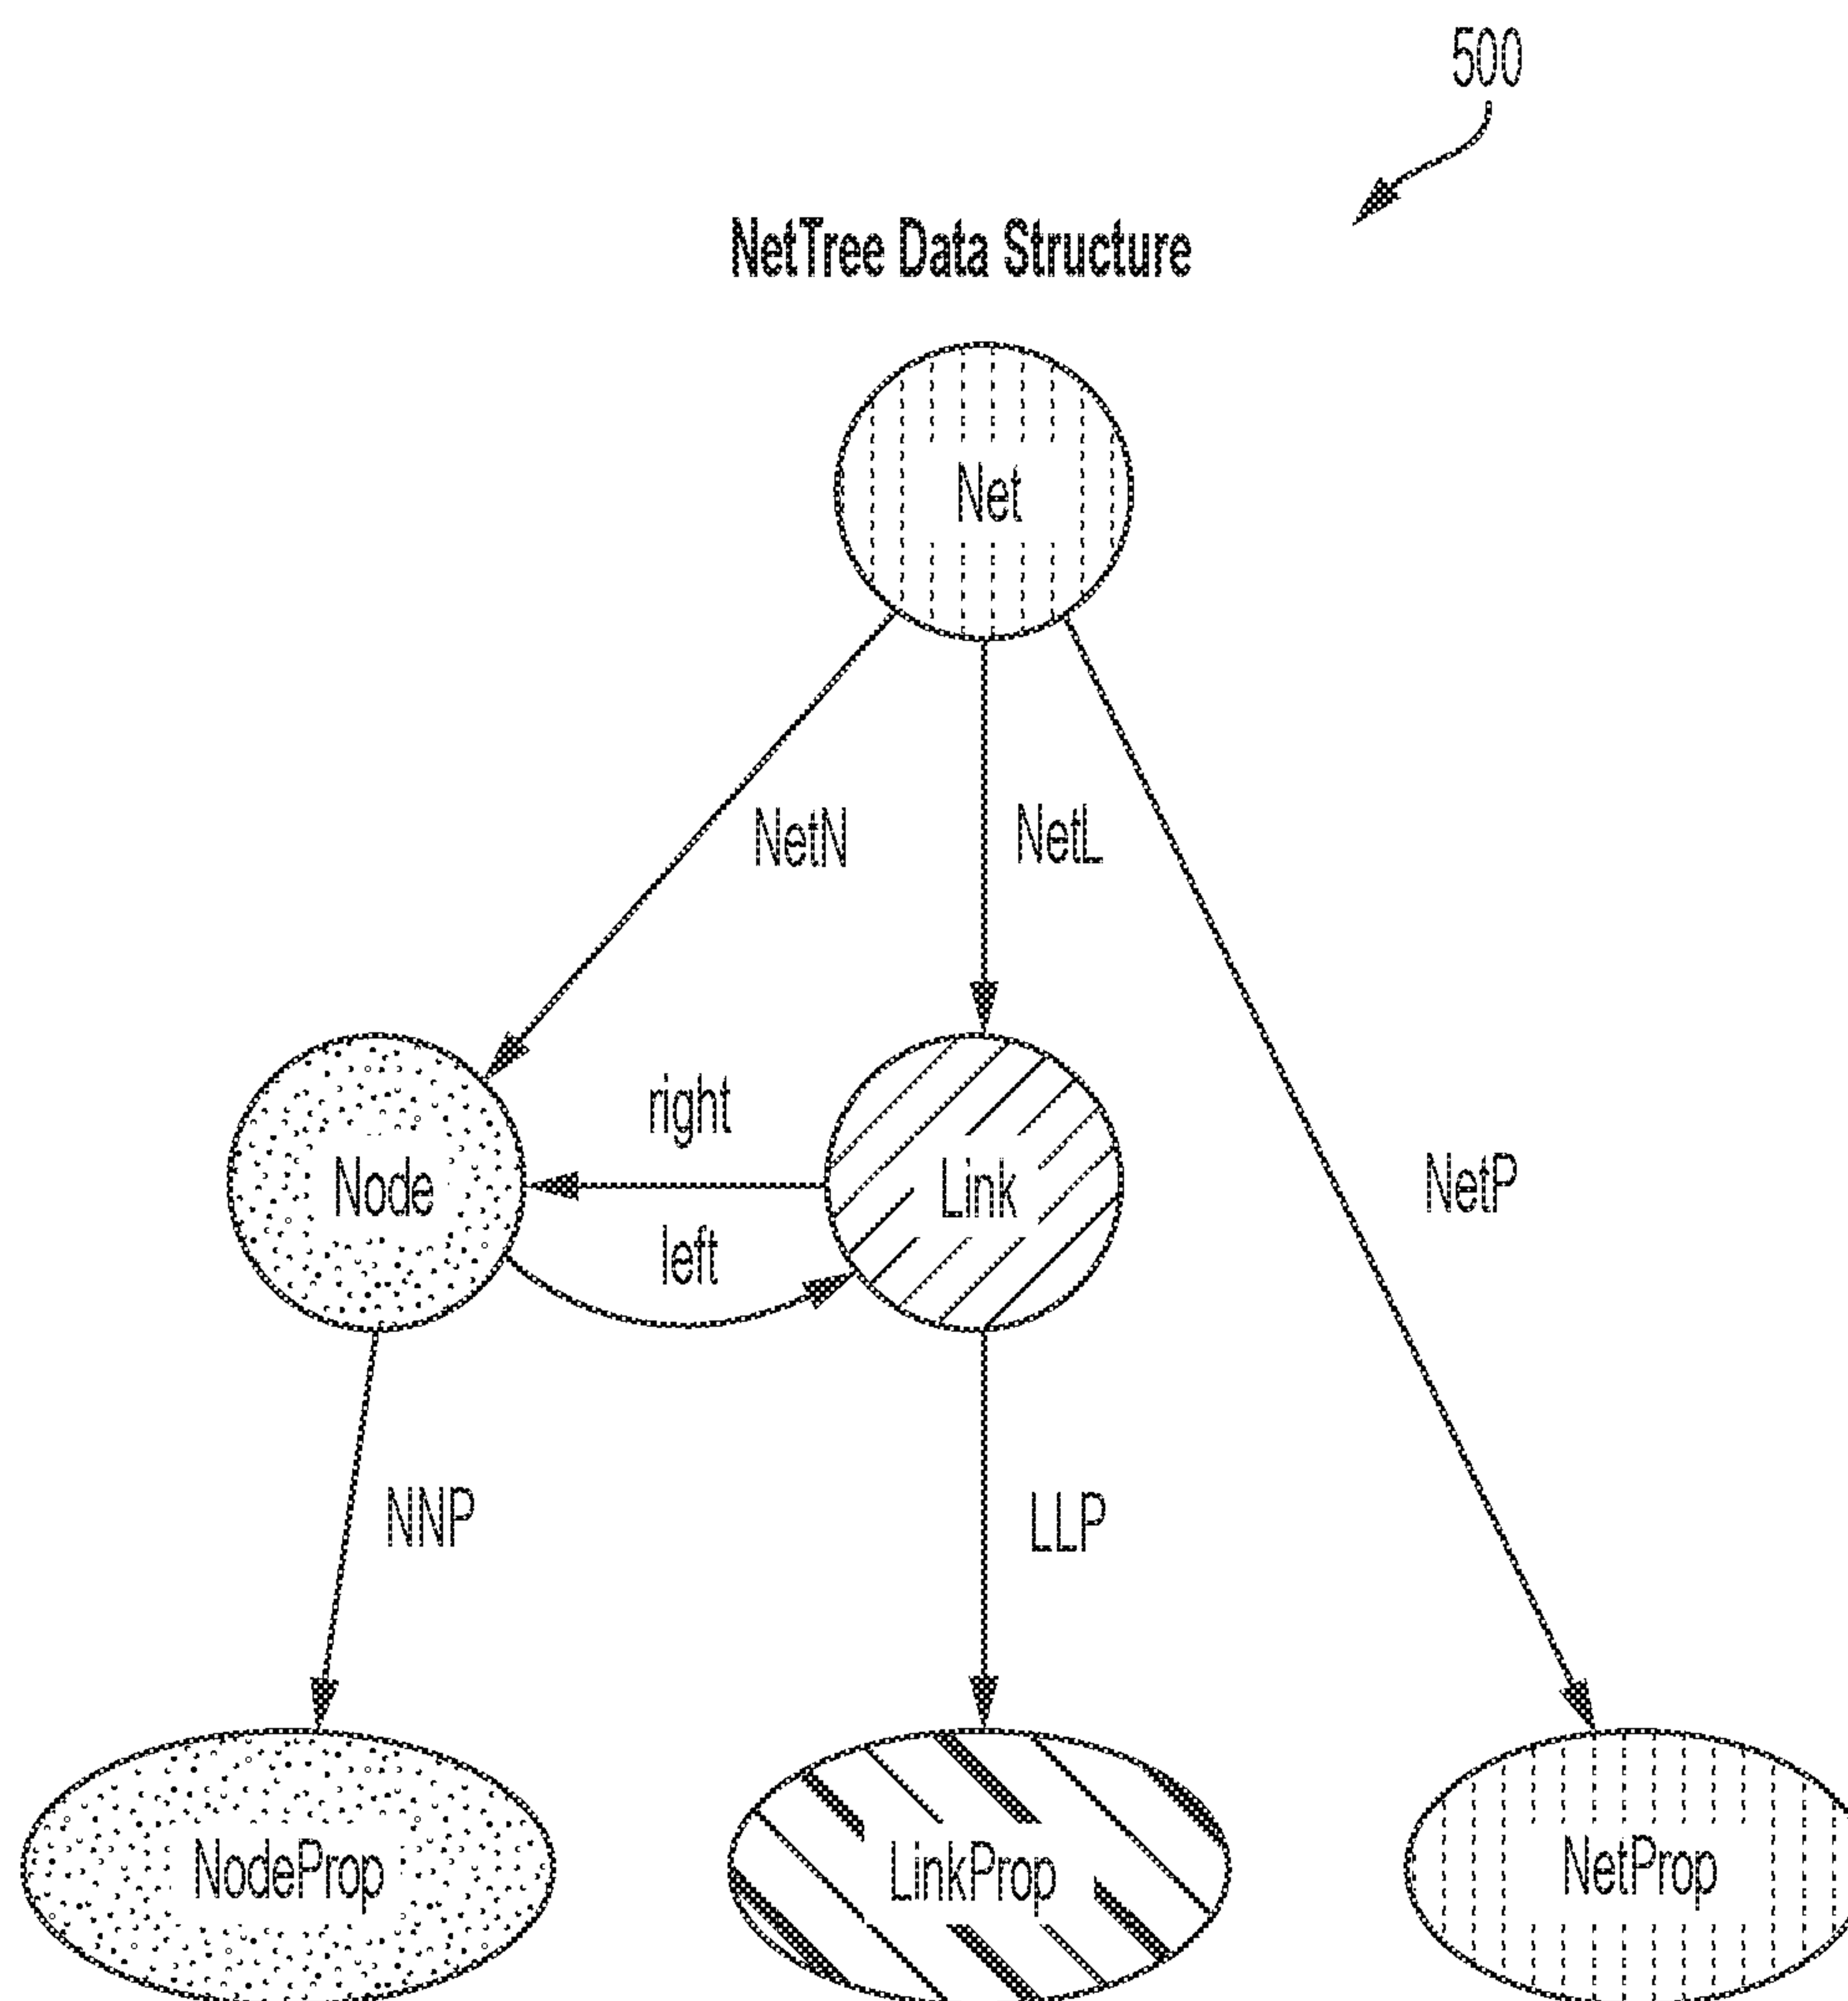 500
NetTree Data Structure
Net
NetN
NetL
right
Node
Link
NetP
left
NNP
LLP
NodeProp
LinkProp
NetProp